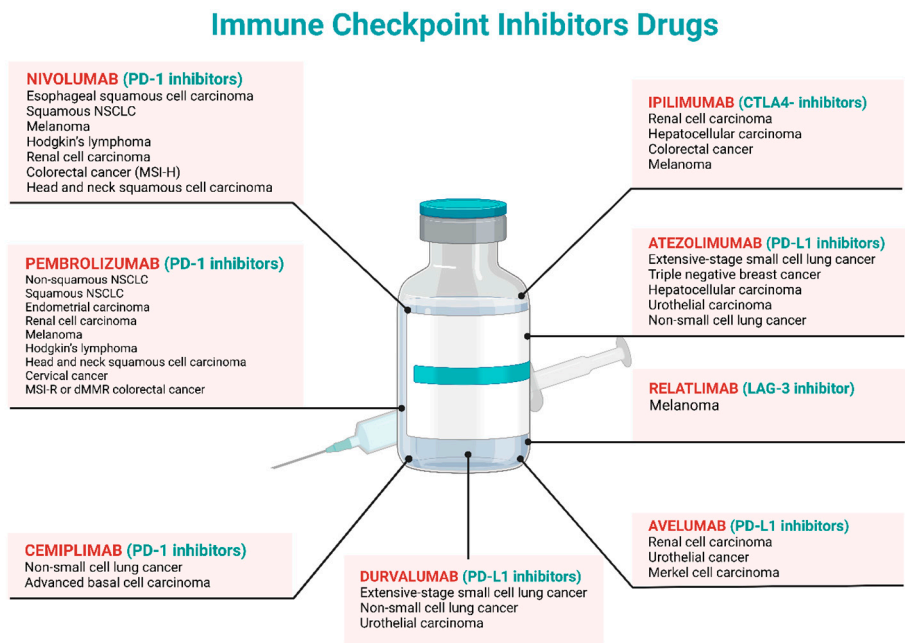 Immune Checkpoint Inhibitors Drugs
NIVOLUMAB (PD-1 inhibitors)
Esophageal squamous cell carcinoma
Squamous NSCLC
Melanoma
Hodgkin's lymphoma
Renal cell carcinoma
Colorectal cancer (MSI-H)
Head and neck squamous cell carcinoma
PEMBROLIZUMAB (PD-1 inhibitors)
Non-squamous NSCLC
Squamous NSCLC
Endometrial carcinoma
Renal cell carcinoma
Melanoma
Hodgkin's lymphoma
Head and neck squamous cell carcinoma
Cervical cancer
MSI-R or dMMR colorectal cancer
CEMIPLIMAB (PD-1 inhibitors)
Non-small cell lung cancer
Advanced basal cell carcinoma
DURVALUMAB (PD-L1 inhibitors)
Extensive-stage small cell lung cancer
Non-small cell lung cancer
Urothelial carcinoma
IPILIMUMAB (CTLA4- inhibitors)
Renal cell carcinoma
Hepatocellular carcinoma
Colorectal cancer
Melanoma
ATEZOLIMUMAB (PD-L1 inhibitors)
Extensive-stage small cell lung cancer
Triple negative breast cancer
Hepatocellular carcinoma
Urothelial carcinoma
Non-small cell lung cancer
RELATLIMAB (LAG-3 inhibitor)
Melanoma
AVELUMAB (PD-L1 inhibitors)
Renal cell carcinoma
Urothelial cancer
Merkel cell carcinoma